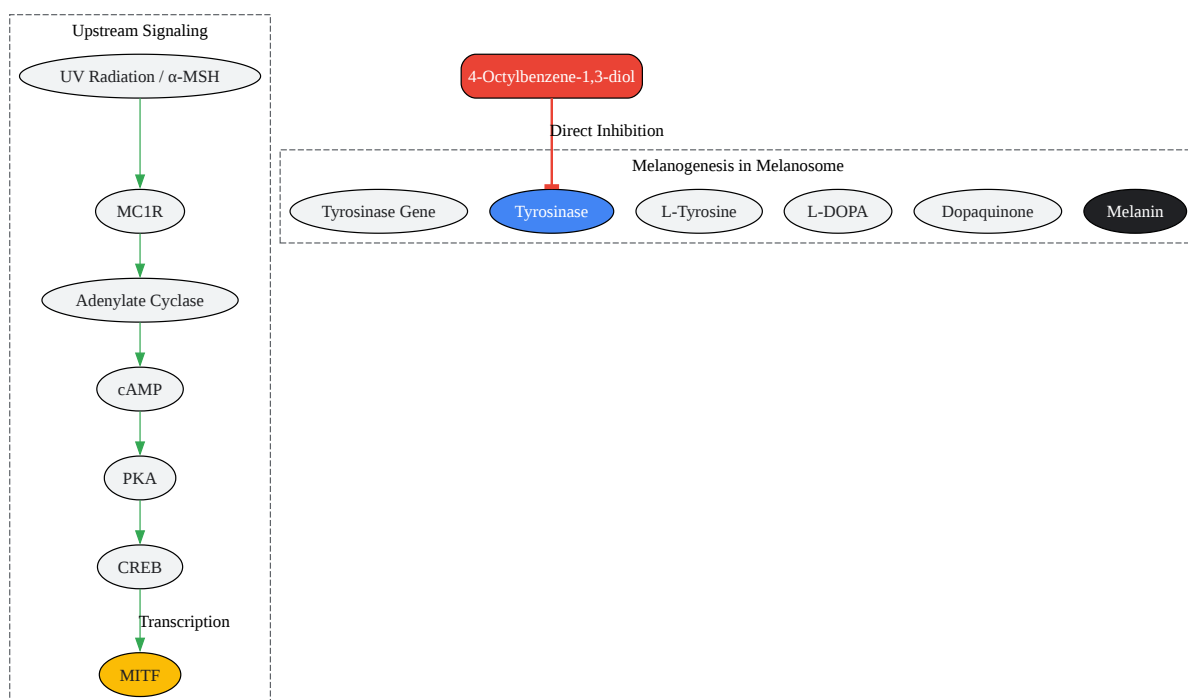 Upstream Signaling
UV Radiation / α-MSH
MC1R
Adenylate Cyclase
cAMP
PKA
CREB
Transcription
MITF
4-Octylbenzene-1,3-diol
Direct Inhibition
Melanogenesis in Melanosome
Tyrosinase Gene
Tyrosinase
L-Tyrosine
L-DOPA
Dopaquinone
Melanin